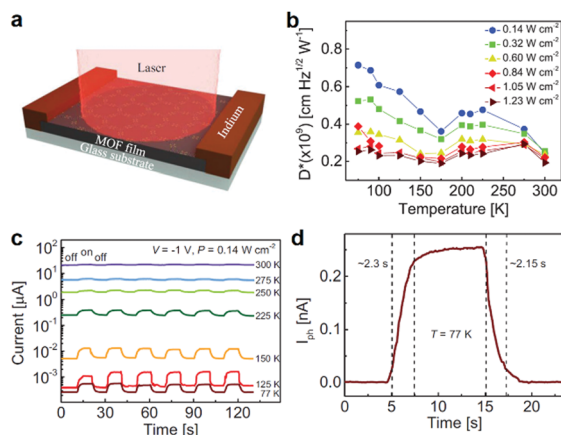 a
Laser
Indium
MOF film
Glass substrate
b
D*(x10⁹) [cm Hz¹ᐟ² W⁻¹]
0.8
0.6
0.4
0.2
100 150 200 250 300
Temperature [K]
0.14 W cm⁻²
0.32 W cm⁻²
0.60 W cm⁻²
0.84 W cm⁻²
1.05 W cm⁻²
1.23 W cm⁻²
c
Current [μA]
10²
10¹
10⁰
10⁻¹
10⁻²
10⁻³
off on off
V = -1 V, P = 0.14 W cm⁻²
300 K
275 K
250 K
225 K
150 K
125 K
77 K
0 30 60 90 120
Time [s]
d
Iₚₕ [nA]
0.2
0.1
0.0
~2.3 s
~2.15 s
T = 77 K
0 5 10 15 20
Time [s]